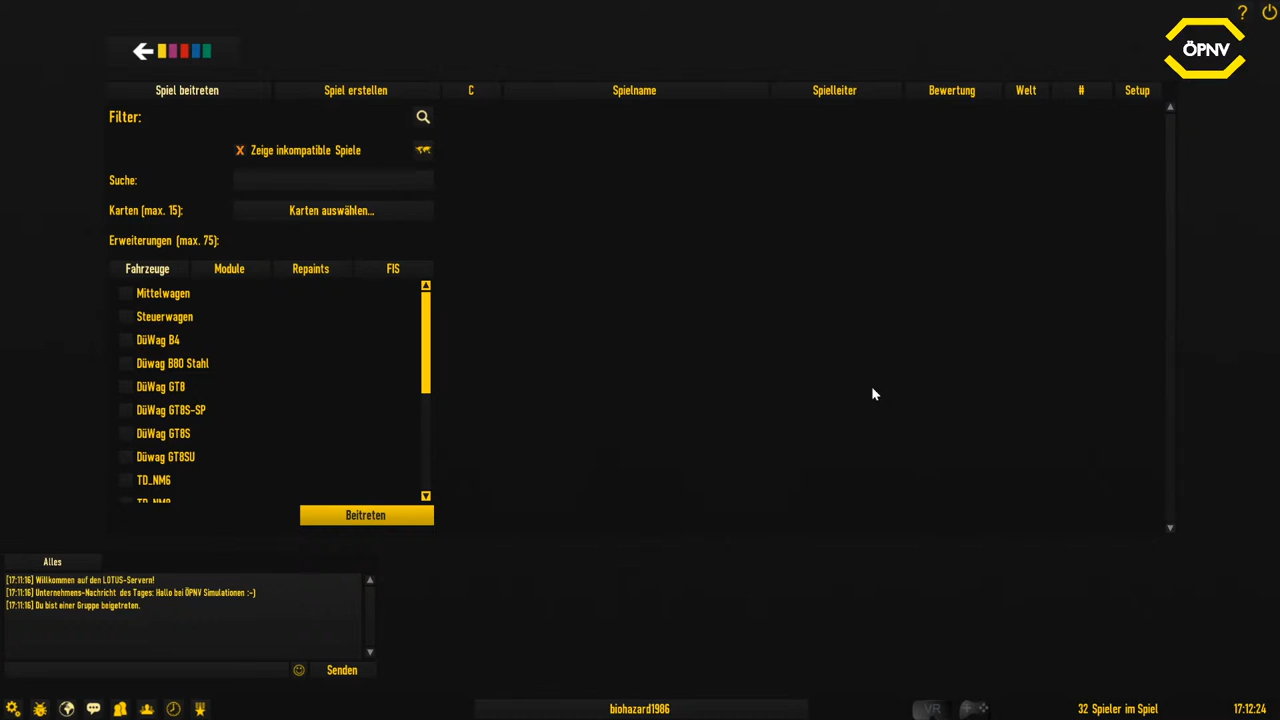 ?
ÖPNV
Spiel beitreten
Spiel erstellen
C
Spielname
Spielleiter
Bewertung
Welt
#
Setup
Filter:
X Zeige inkompatible Spiele
Suche:
Karten (max. 15):
Karten auswählen...
Erweiterungen (max. 75):
Fahrzeuge
Module
Repaints
FIS
Mittelwagen
Steuerwagen
DüWag B4
Düwag B80 Stahl
DüWag GT8
DüWag GT8S-SP
DüWag GT8S
Düwag GT8SU
TD_NM6
Beitreten
Alles
[17:11:16] Willkommen auf den LOTUS-Servern!
[17:11:16] Unternehmens-Nachricht des Tages: Hallo bei ÖPNV Simulationen :-)
[17:11:16] Du bist einer Gruppe beigetreten.
Senden
biohazard1986
VR
32 Spieler im Spiel
17:12:24